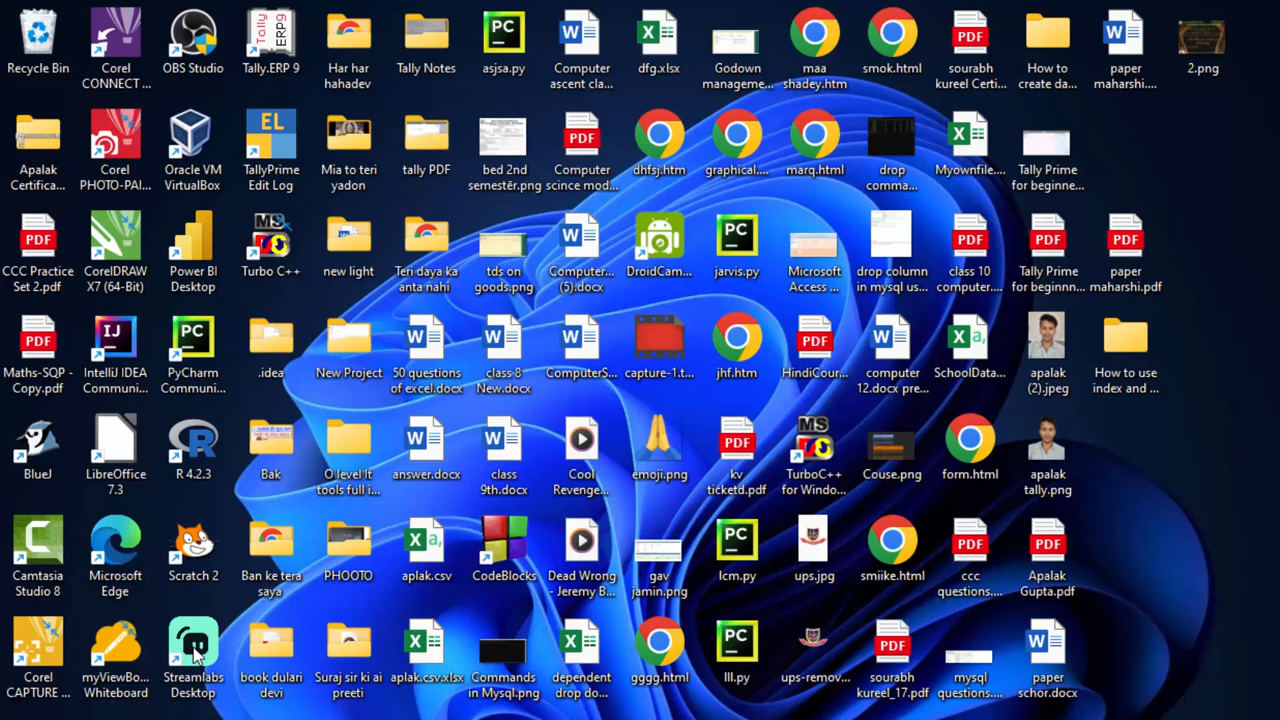 Recycle Bin
Corel
CONNECT ...
OBS Studio
Tally.ERP 9
Har har
hahadev
Tally Notes
asjsa.py
Computer
ascent cla...
dfg.xlsx
Godown
manageme...
maa
shadey.htm
smok.html
sourabh
kureel Certi...
How to
create da...
paper
maharshi....
2.png
Apalak
Certifica...
Corel
PHOTO-PAI...
Oracle VM
VirtualBox
TallyPrime
Edit Log
Mia to teri
yadon
tally PDF
bed 2nd
semester.png
Computer
scince mod...
dhfsj.htm
graphical....
marq.html
drop
comma...
Myownfile....
Tally Prime
for beginne...
CCC Practice
Set 2.pdf
CorelDRAW
X7 (64-Bit)
Power BI
Desktop
Turbo C++
new light
Teri daya ka
anta nahi
tds on
goods.png
Computer...
(5).docx
DroidCam...
jarvis.py
Microsoft
Access ...
drop column
in mysql us...
class 10
computer....
Tally Prime
for beginnn...
paper
maharshi.pdf
Maths-SQP -
Copy.pdf
IntelliJ IDEA
Communi...
PyCharm
Communi...
.idea
New Project
50 questions
of excel.docx
class 8
New.docx
ComputerS...
capture-1.t...
jhf.htm
HindiCour...
computer
12.docx pre...
SchoolData...
apalak
(2).jpeg
How to use
index and ...
BlueJ
LibreOffice
7.3
R 4.2.3
Bak
O level It
tools full i...
answer.docx
class
9th.docx
Cool
Revenge...
emoji.png
kv
ticketd.pdf
TurboC++
for Windo...
Couse.png
form.html
apalak
tally.png
Camtasia
Studio 8
Microsoft
Edge
Scratch 2
Ban ke tera
saya
PHOOTO
aplak.csv
CodeBlocks
Dead Wrong
- Jeremy B...
gav
jamin.png
lcm.py
ups.jpg
smiike.html
ccc
questions....
Apalak
Gupta.pdf
Corel
CAPTURE ...
myViewBo...
Whiteboard
Streamlabs
Desktop
book dulari
devi
Suraj sir ki ai
preeti
aplak.csv.xlsx
Commands
in Mysql.png
dependent
drop do...
gggg.html
lll.py
ups-remov...
sourabh
kureel_17.pdf
mysql
questions....
paper
schor.docx